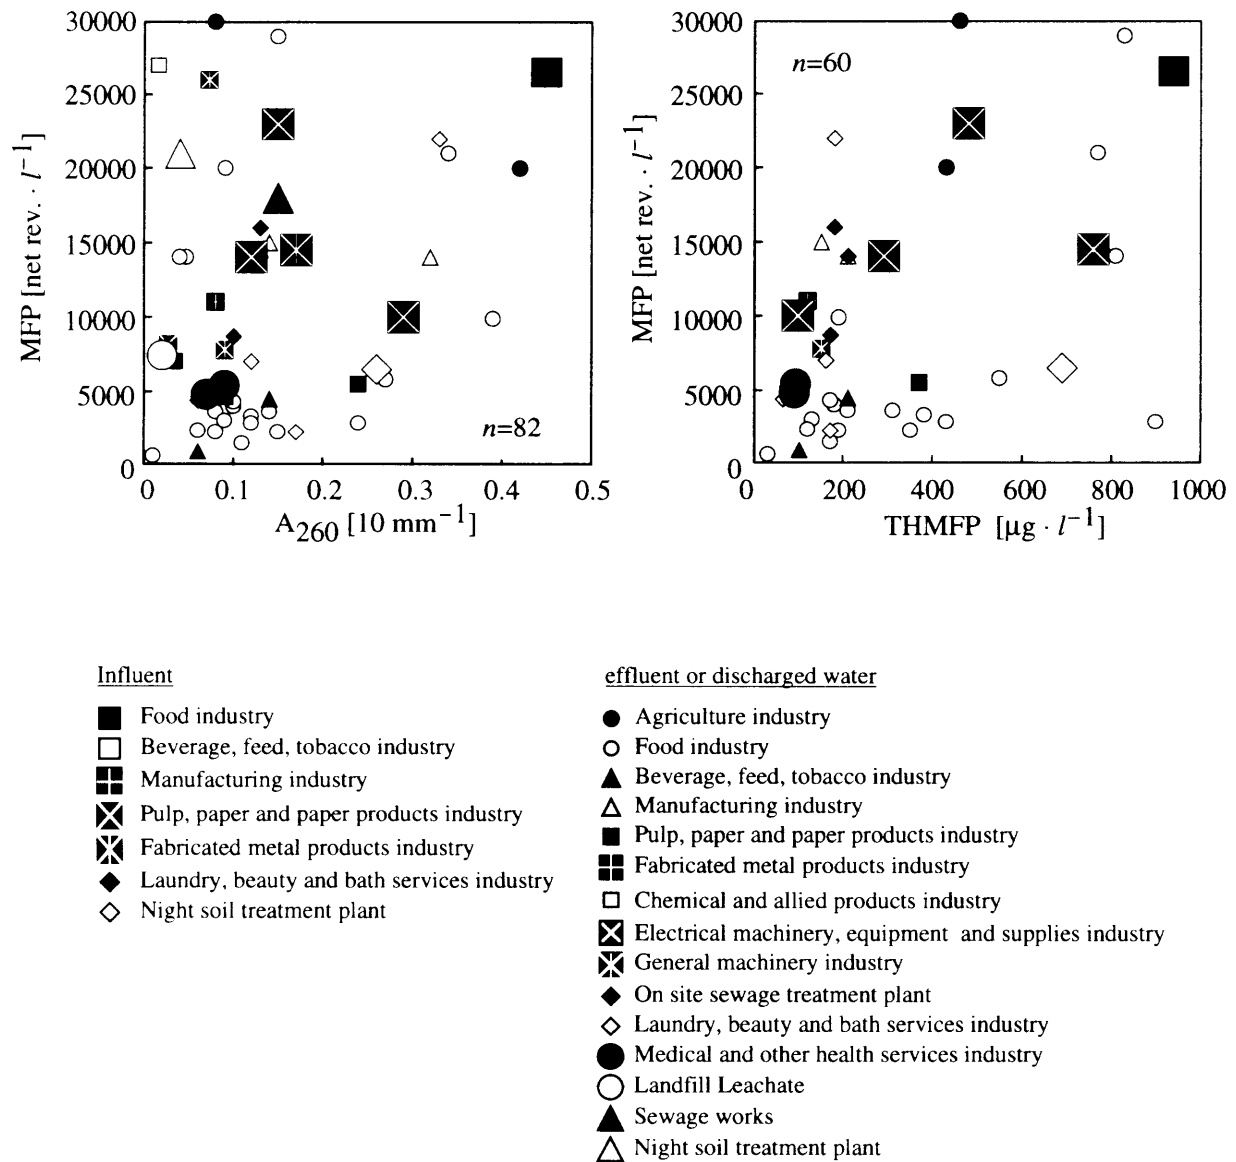 30000
25000
20000
15000
10000
5000
0
MFP [net rev. · l⁻¹]
0 0.1 0.2 0.3 0.4 0.5
A₂₆₀ [10 mm⁻¹]
n=82
30000
25000
20000
15000
10000
5000
0
MFP [net rev. · l⁻¹]
0 200 400 600 800 1000
THMFP [µg · l⁻¹]
n=60
Influent
Food industry
Beverage, feed, tobacco industry
Manufacturing industry
Pulp, paper and paper products industry
Fabricated metal products industry
Laundry, beauty and bath services industry
Night soil treatment plant
effluent or discharged water
Agriculture industry
Food industry
Beverage, feed, tobacco industry
Manufacturing industry
Pulp, paper and paper products industry
Fabricated metal products industry
Chemical and allied products industry
Electrical machinery, equipment and supplies industry
General machinery industry
On site sewage treatment plant
Laundry, beauty and bath services industry
Medical and other health services industry
Landfill Leachate
Sewage works
Night soil treatment plant